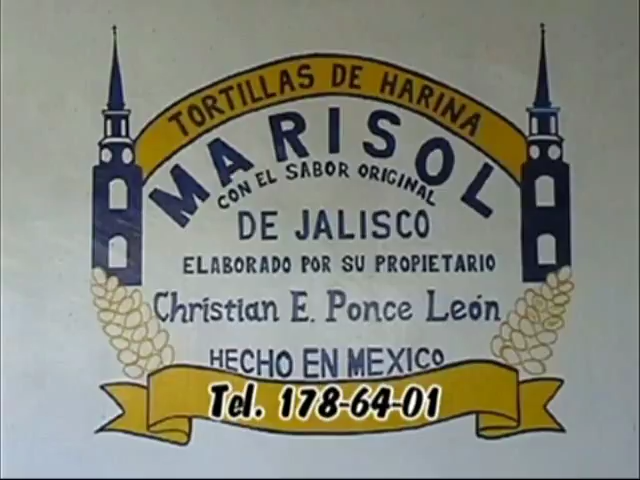 TORTILLAS DE HARINA
MARISOL
CON EL SABOR ORIGINAL
DE JALISCO
ELABORADO POR SU PROPIETARIO
Christian E. Ponce León
HECHO EN MEXICO
Tel. 178-64-01